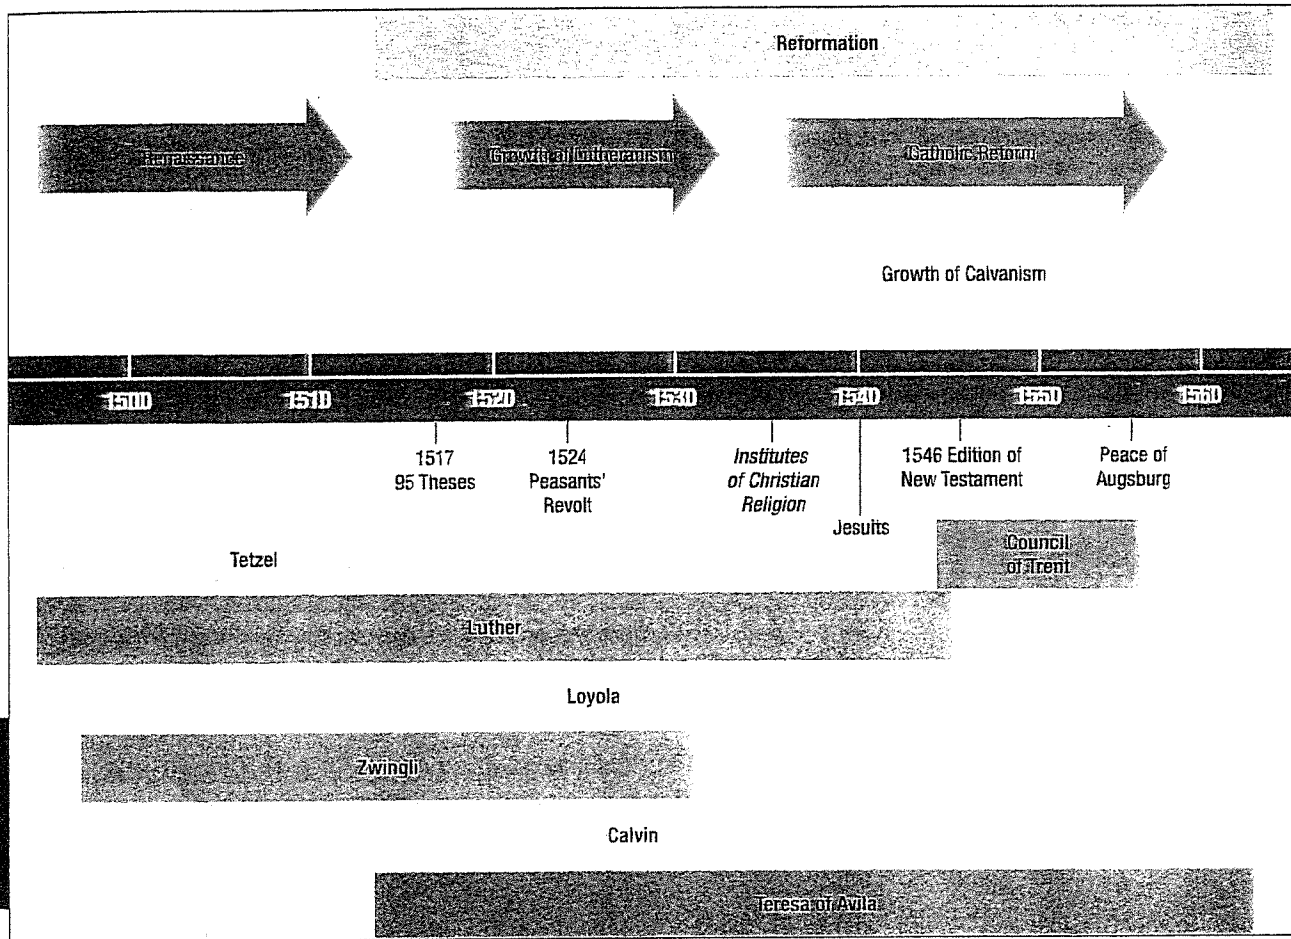 Reformation
Renaissance
Growth of Lutheranism
Catholic Reform
Growth of Calvanism
1500
1510
1520
1530
1540
1550
1560
1517
95 Theses
1524
Peasants'
Revolt
Institutes
of Christian
Religion
Jesuits
1546 Edition of
New Testament
Peace of
Augsburg
Council
of Trent
Tetzel
Luther
Loyola
Zwingli
Calvin
Teresa of Avila